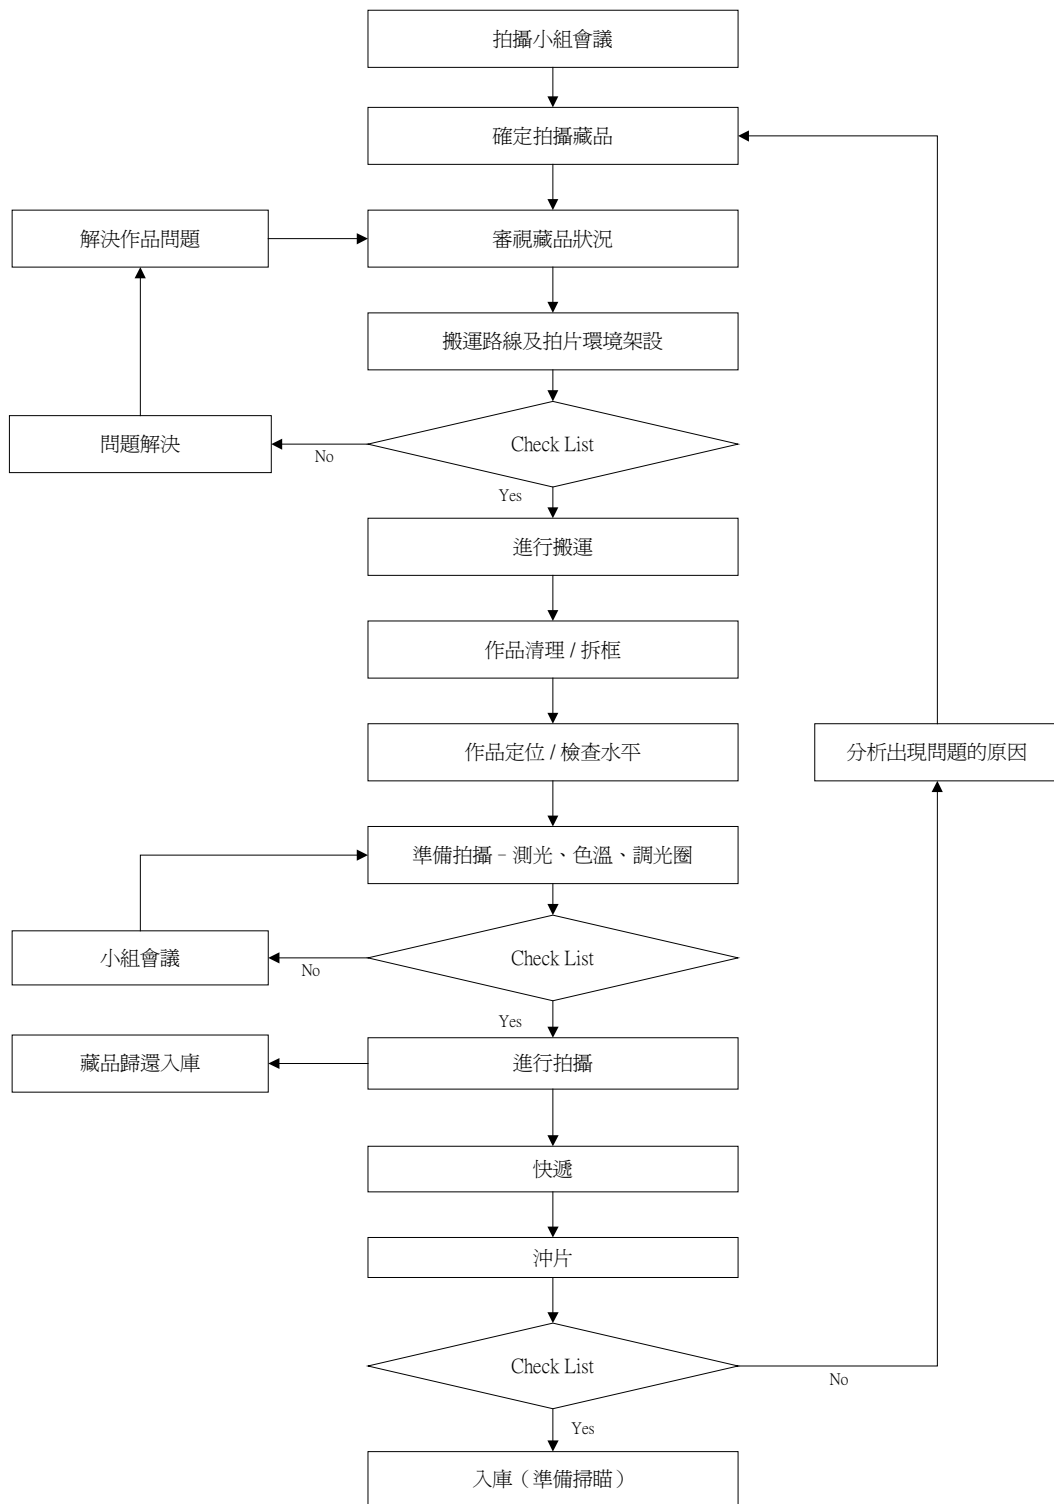 拍攝小組會議
確定拍攝藏品
解決作品問題
審視藏品狀況
搬運路線及拍片環境架設
問題解決
No
Check List
Yes
進行搬運
作品清理 / 拆框
作品定位 / 檢查水平
分析出現問題的原因
準備拍攝－測光、色溫、調光圈
小組會議
No
Check List
Yes
藏品歸還入庫
進行拍攝
快遞
沖片
Check List
No
Yes
入庫（準備掃瞄）